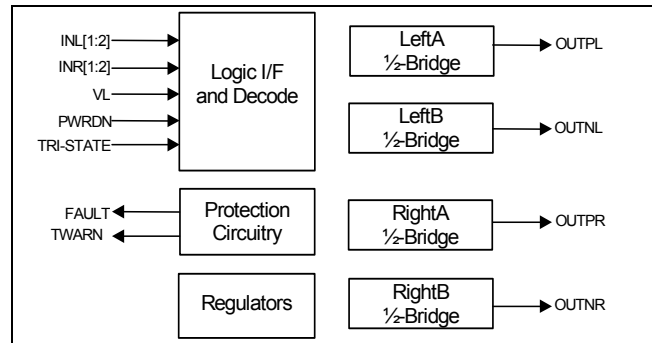 INL[1:2]
INR[1:2]
VL
PWRDN
TRI-STATE
Logic I/F
and Decode
LeftA
½-Bridge
OUTPL
LeftB
½-Bridge
OUTNL
FAULT
TWARN
Protection
Circuitry
RightA
½-Bridge
OUTPR
Regulators
RightB
½-Bridge
OUTNR